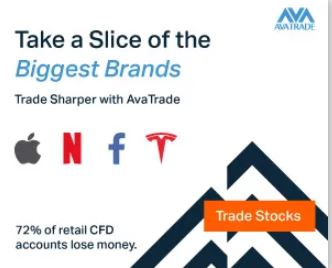 AVATRADE
Take a Slice of the
Biggest Brands
Trade Sharper with AvaTrade
N f
Trade Stocks
72% of retail CFD
accounts lose money.